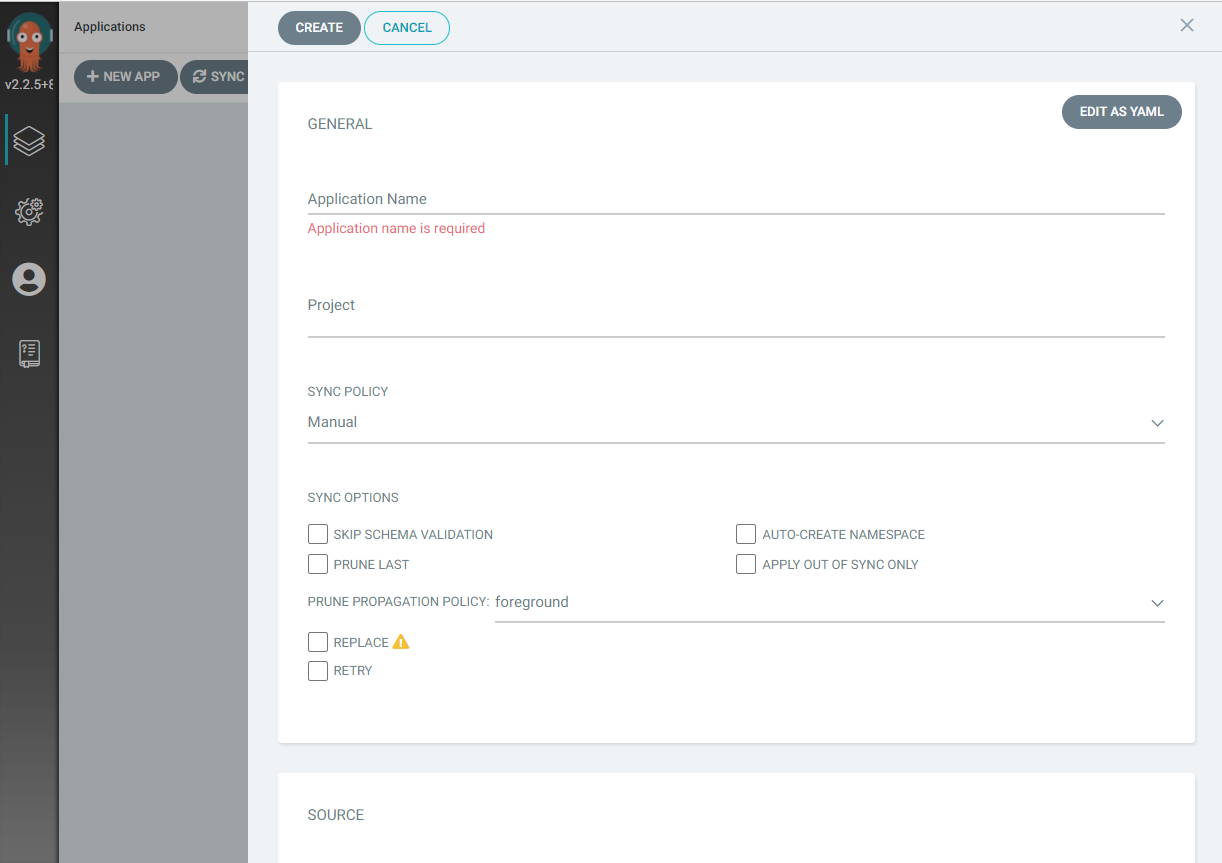 Applications
CREATE CANCEL
v2.2.5+8
NEW APP SYNC
EDIT AS YAML
GENERAL
Application Name
Application name is required
Project
SYNC POLICY
Manual
SYNC OPTIONS
SKIP SCHEMA VALIDATION AUTO-CREATE NAMESPACE
PRUNE LAST APPLY OUT OF SYNC ONLY
PRUNE PROPAGATION POLICY: foreground
REPLACE
RETRY
SOURCE